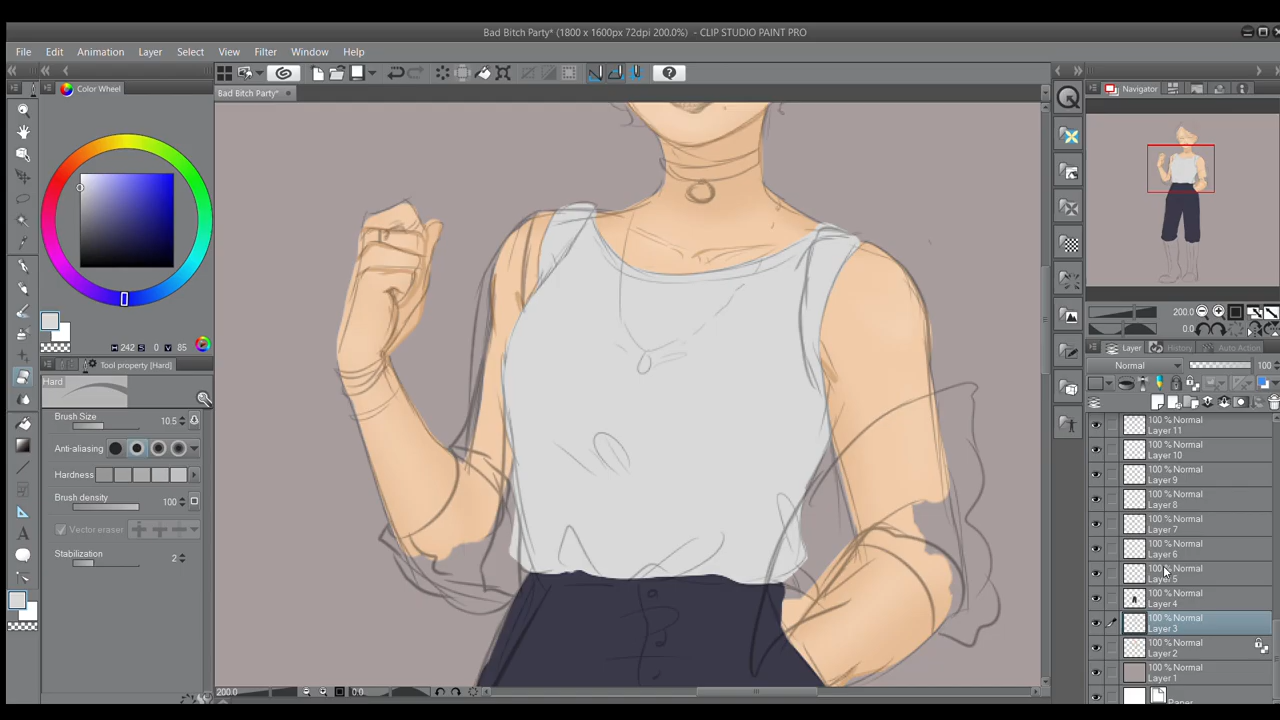 Bad Bitch Party* (1800 x 1600px 72dpi 200.0%) - CLIP STUDIO PAINT PRO
File Edit Animation Layer Select View Filter Window Help
Color Wheel
Bad Bitch Party*
Navigator
H 242 S 0 V 85
Tool property [Hard]
Hard
Brush Size 10.5
Anti-aliasing
Hardness
Brush density 100
Vector eraser
Stabilization 2
200.0
0.0
Layer History Auto Action
Normal 100
Layer 11
100 % Normal
Layer 10
100 % Normal
Layer 9
100 % Normal
Layer 8
100 % Normal
Layer 7
100 % Normal
Layer 6
100 % Normal
Layer 5
100 % Normal
Layer 4
100 % Normal
Layer 3
100 % Normal
Layer 2
100 % Normal
Layer 1
100 % Normal
Paper
200.0 0.0